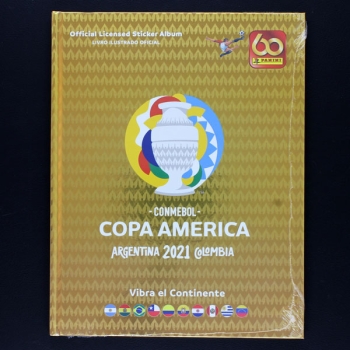 Official Licensed Sticker Album
LIVRO ILUSTRADO OFICIAL
60
PANINI
- CONMEBOL -
COPA AMERICA
ARGENTINA 2021 COLOMBIA
Vibra el Continente